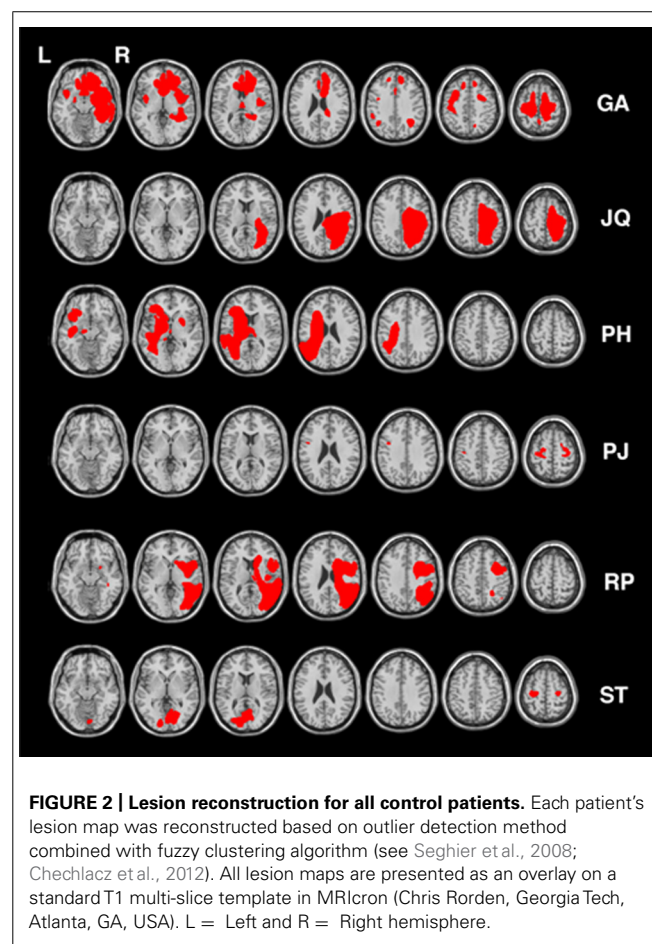 L R
GA
JQ
PH
PJ
RP
ST
FIGURE 2 | Lesion reconstruction for all control patients. Each patient’s
lesion map was reconstructed based on outlier detection method
combined with fuzzy clustering algorithm (see Seghier et al., 2008;
Chechlacz et al., 2012). All lesion maps are presented as an overlay on a
standard T1 multi-slice template in MRIcron (Chris Rorden, Georgia Tech,
Atlanta, GA, USA). L = Left and R = Right hemisphere.